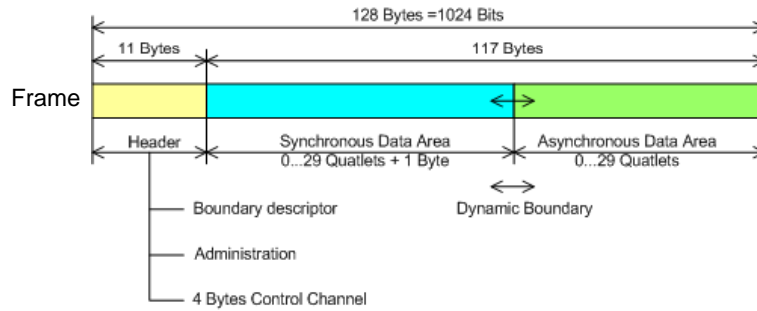 128 Bytes =1024 Bits
11 Bytes
117 Bytes
Frame
Header
Synchronous Data Area
Asynchronous Data Area
0...29 Quatlets + 1 Byte
0...29 Quatlets
Boundary descriptor
Dynamic Boundary
Administration
4 Bytes Control Channel